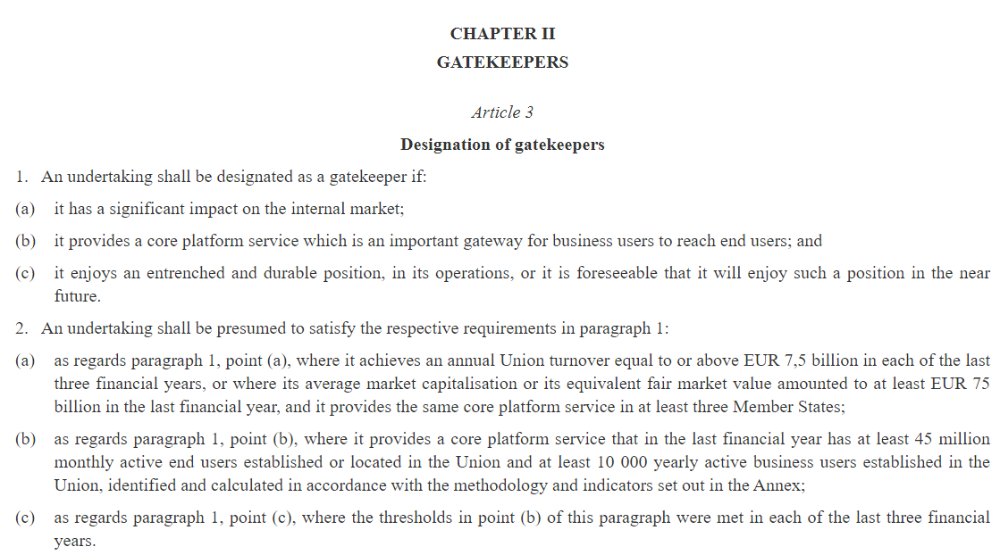 CHAPTER II
GATEKEEPERS
Article 3
Designation of gatekeepers
1. An undertaking shall be designated as a gatekeeper if:
(a) it has a significant impact on the internal market;
(b) it provides a core platform service which is an important gateway for business users to reach end users; and
(c) it enjoys an entrenched and durable position, in its operations, or it is foreseeable that it will enjoy such a position in the near
future.
2. An undertaking shall be presumed to satisfy the respective requirements in paragraph 1:
(a) as regards paragraph 1, point (a), where it achieves an annual Union turnover equal to or above EUR 7,5 billion in each of the last
three financial years, or where its average market capitalisation or its equivalent fair market value amounted to at least EUR 75
billion in the last financial year, and it provides the same core platform service in at least three Member States;
(b) as regards paragraph 1, point (b), where it provides a core platform service that in the last financial year has at least 45 million
monthly active end users established or located in the Union and at least 10 000 yearly active business users established in the
Union, identified and calculated in accordance with the methodology and indicators set out in the Annex;
(c) as regards paragraph 1, point (c), where the thresholds in point (b) of this paragraph were met in each of the last three financial
years.